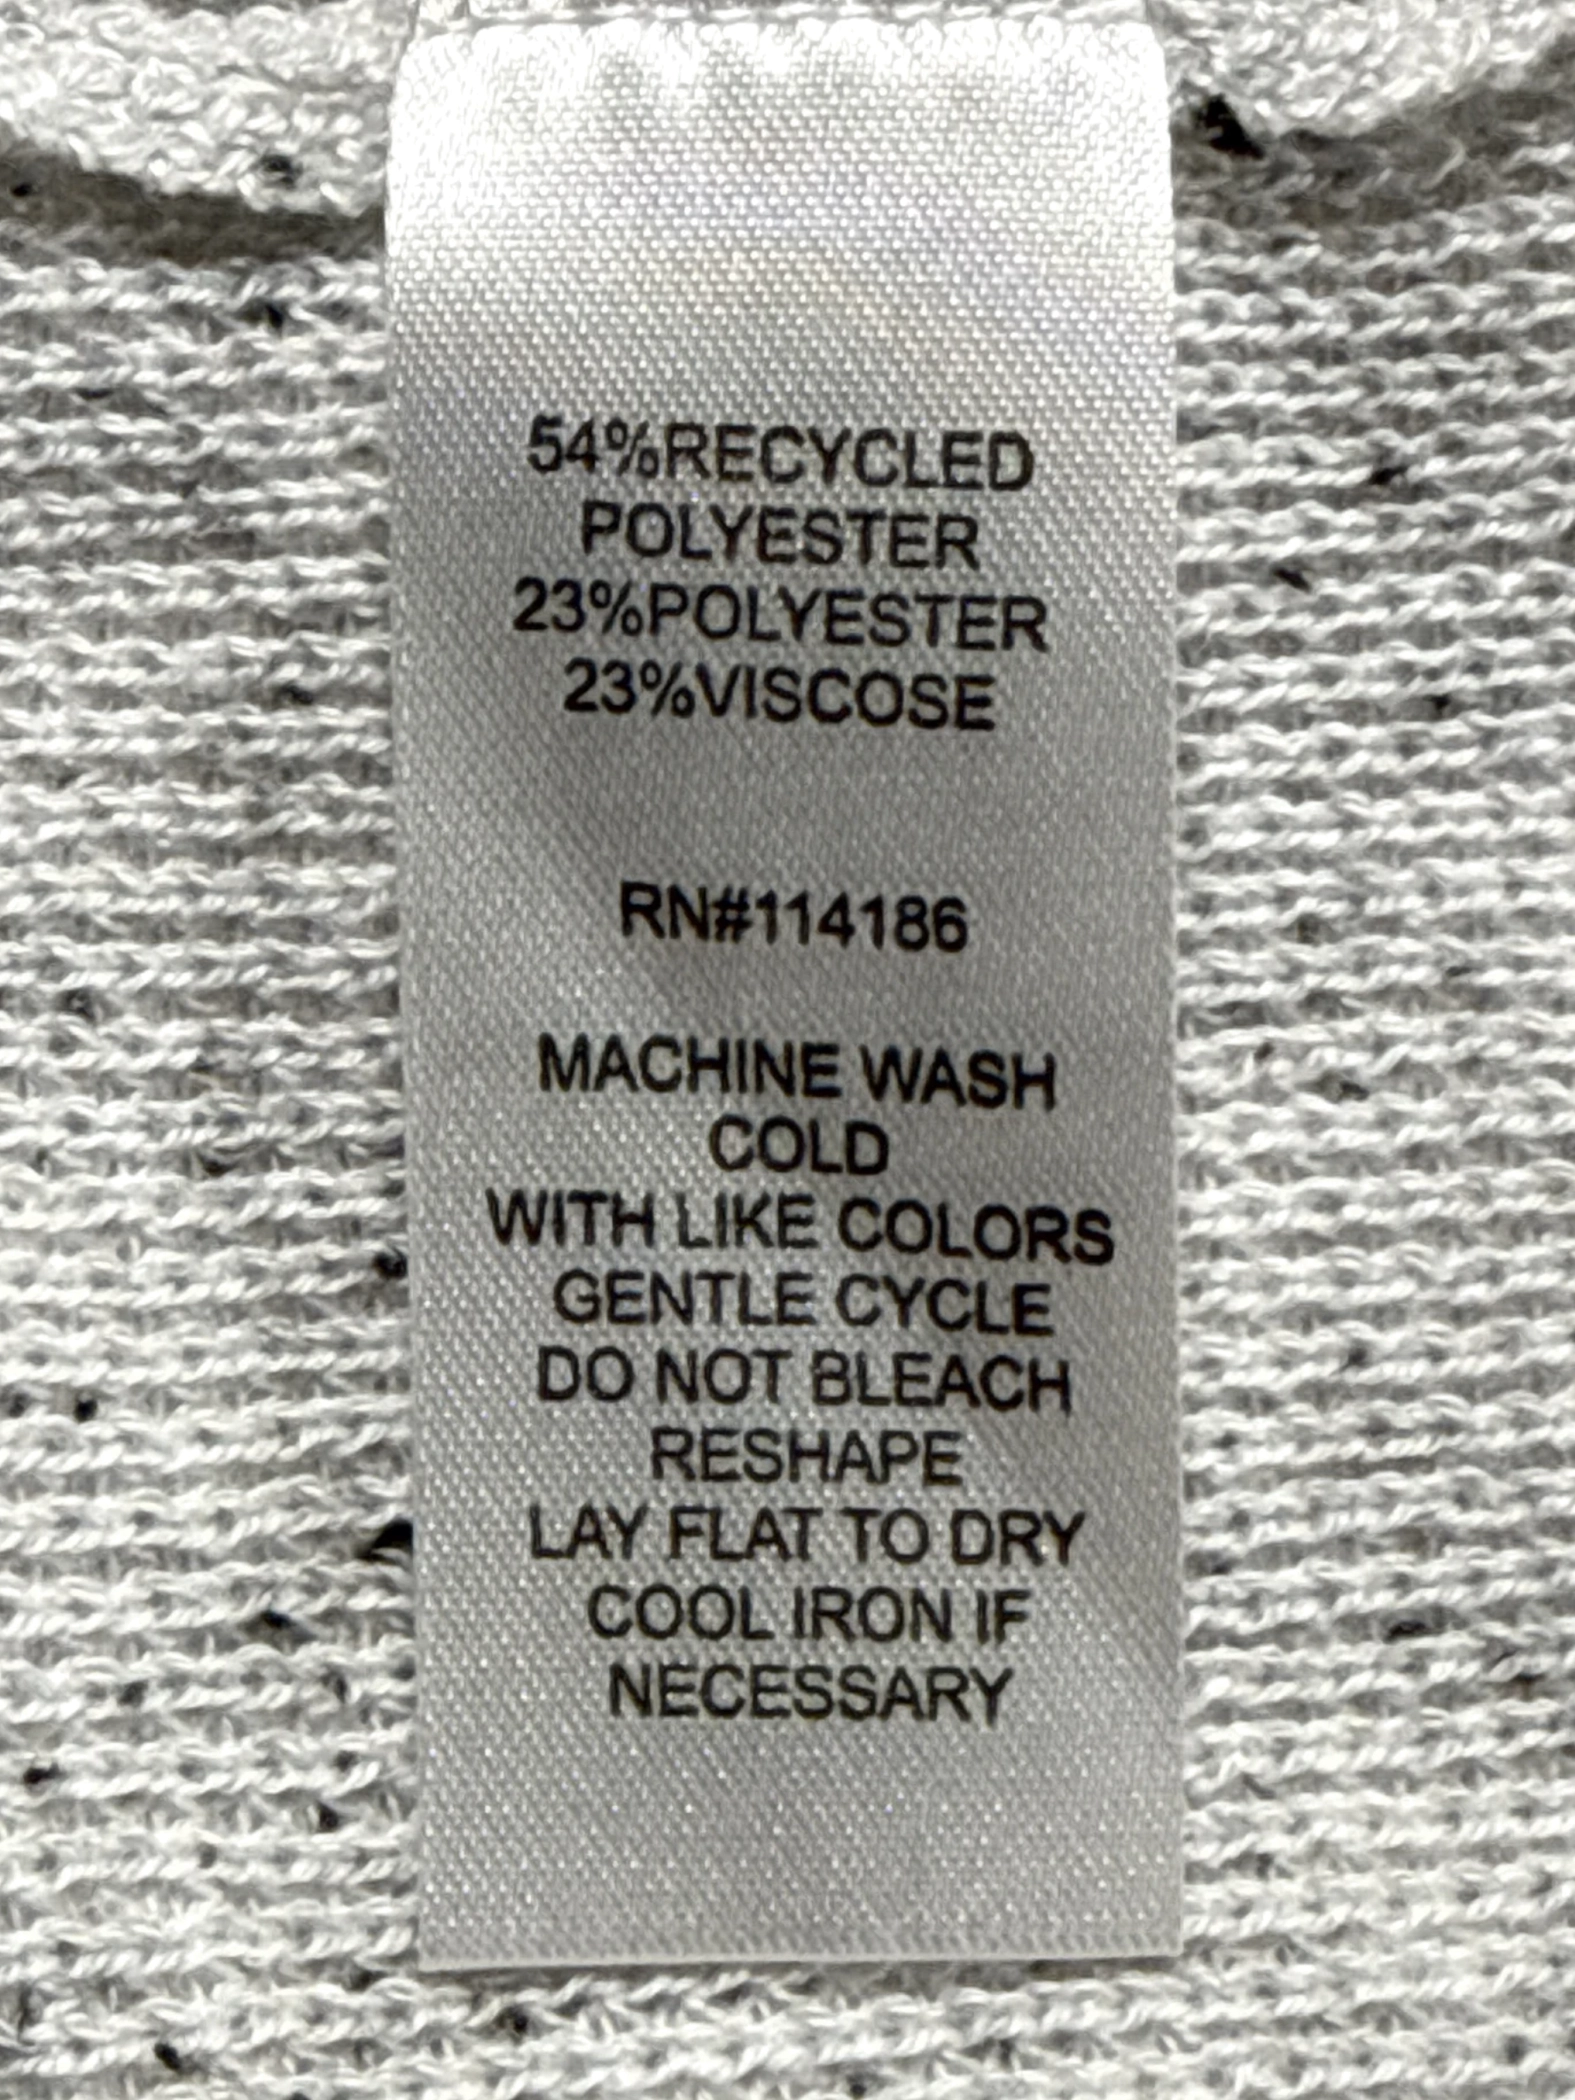 54%RECYCLED
POLYESTER
23%POLYESTER
23%VISCOSE
RN#114186
MACHINE WASH
COLD
WITH LIKE COLORS
GENTLE CYCLE
DO NOT BLEACH
RESHAPE
LAY FLAT TO DRY
COOL IRON IF
NECESSARY